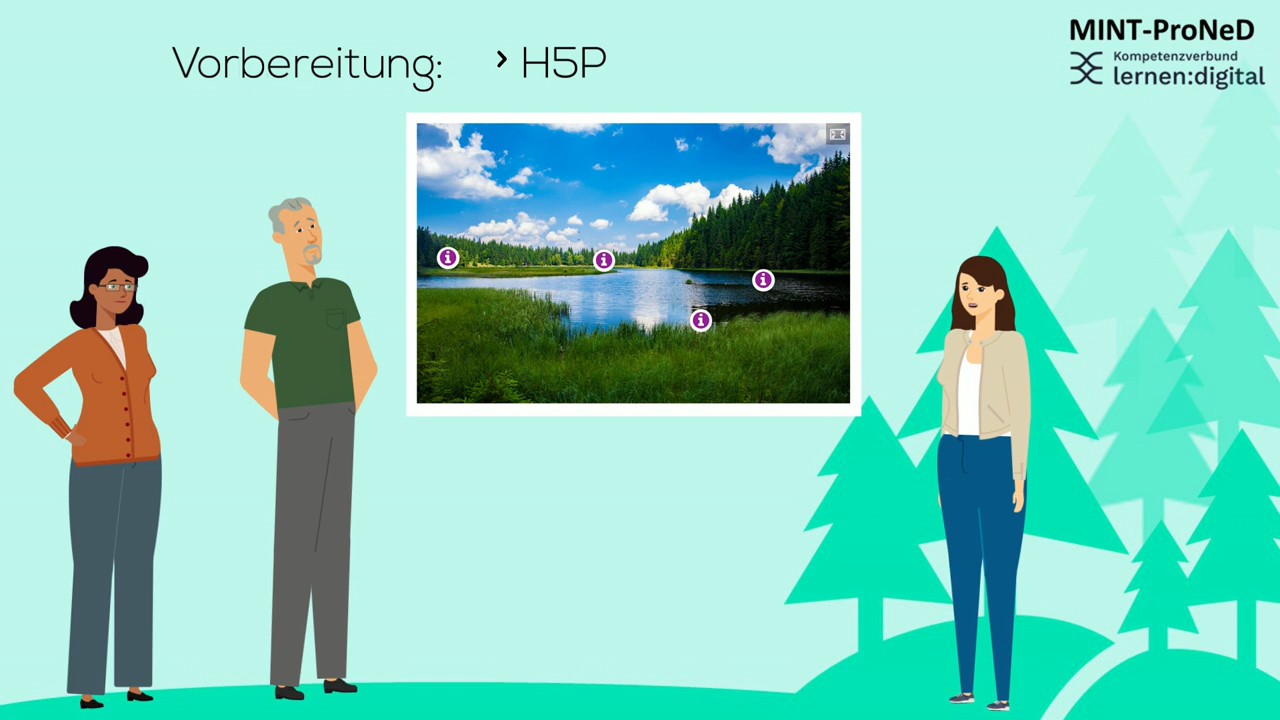 Vorbereitung: › H5P
MINT-ProNeD
Kompetenzverbund
lernen:digital
i
i
i
i